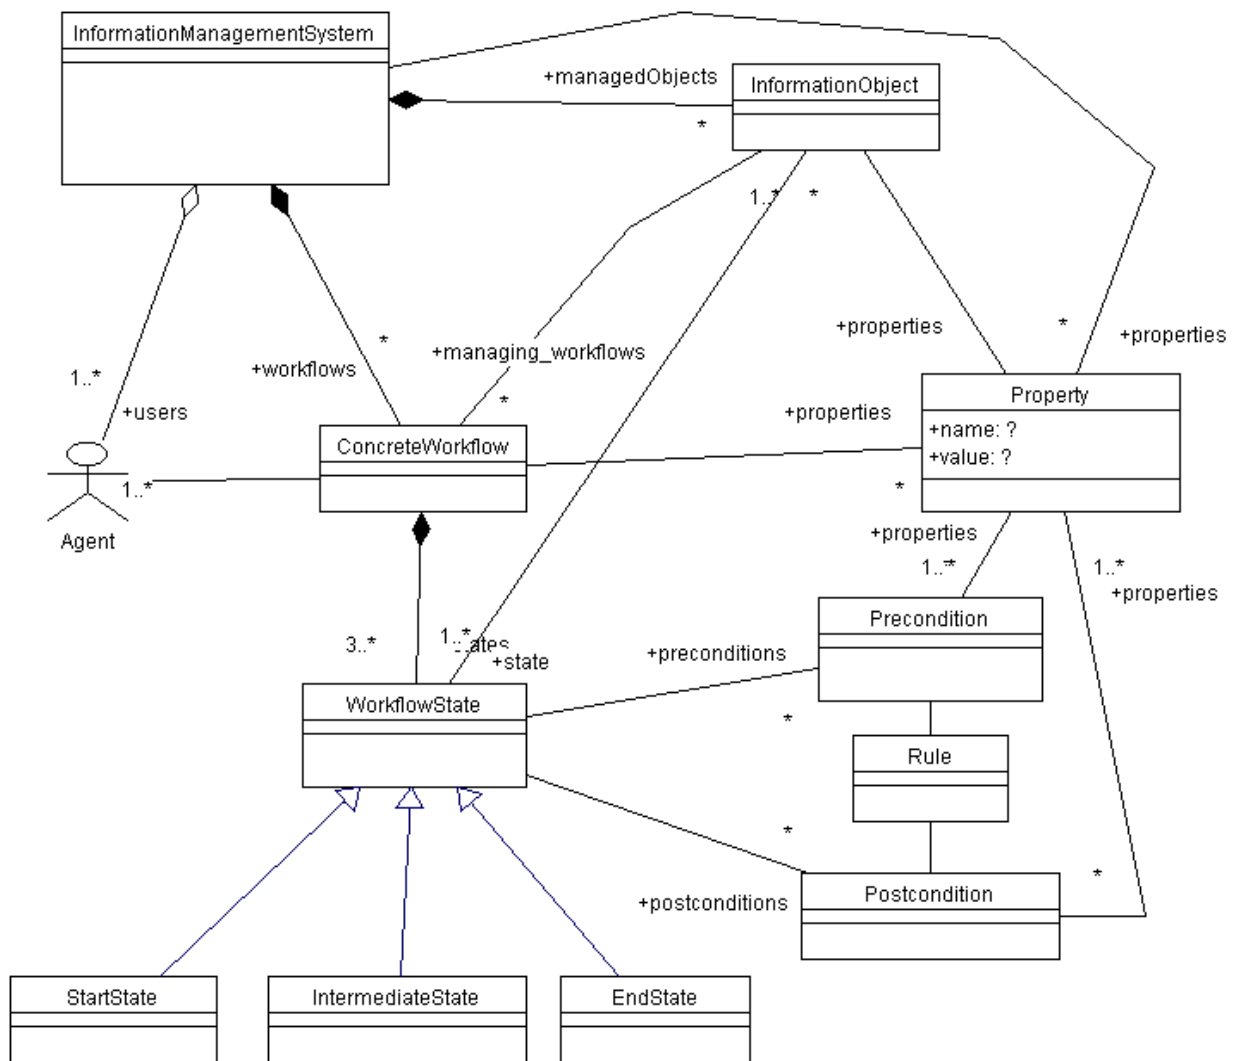 InformationManagementSystem
+managedObjects
InformationObject
*
1..*
*
+properties
*
+properties
*
+workflows
+managing_workflows
*
1..*
+users
Property
+name: ?
+value: ?
+properties
ConcreteWorkflow
1..*
*
Agent
+properties
1..*
*
1..*
+properties
Precondition
3..*
1..*
+state
+preconditions
*
WorkflowState
Rule
*
+postconditions
Postcondition
*
StartState
IntermediateState
EndState